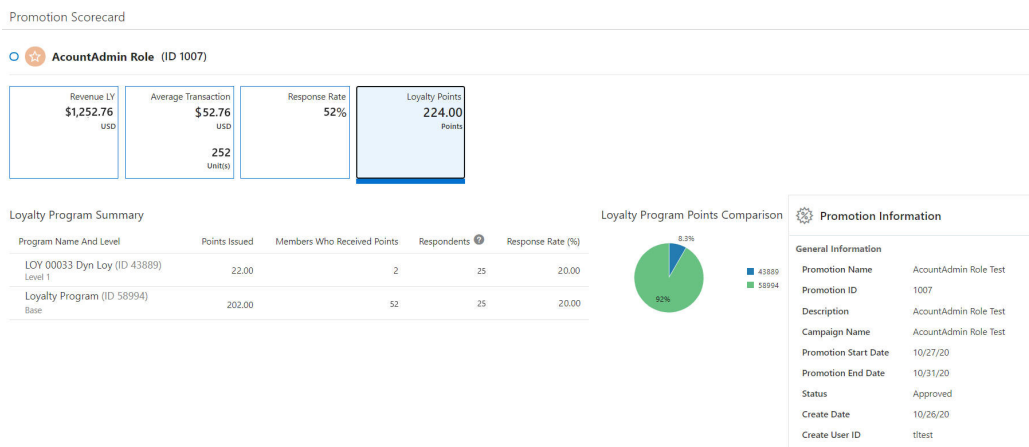 Promotion Scorecard
AcountAdmin Role (ID 1007)
Revenue LY
$1,252.76
USD
Average Transaction
$52.76
USD
252
Unit(s)
Response Rate
52%
Loyalty Points
224.00
Points
Loyalty Program Summary
Program Name And Level Points Issued Members Who Received Points Respondents ? Response Rate (%)
LOY 00033 Dyn Loy (ID 43889) 22.00 2 25 20.00
Level 1
Loyalty Program (ID 58994) 202.00 52 25 20.00
Base
Loyalty Program Points Comparison
8.3%
92%
43889
58994
Promotion Information
General Information
Promotion Name AcountAdmin Role Test
Promotion ID 1007
Description AcountAdmin Role Test
Campaign Name AcountAdmin Role Test
Promotion Start Date 10/27/20
Promotion End Date 10/31/20
Status Approved
Create Date 10/26/20
Create User ID tltest